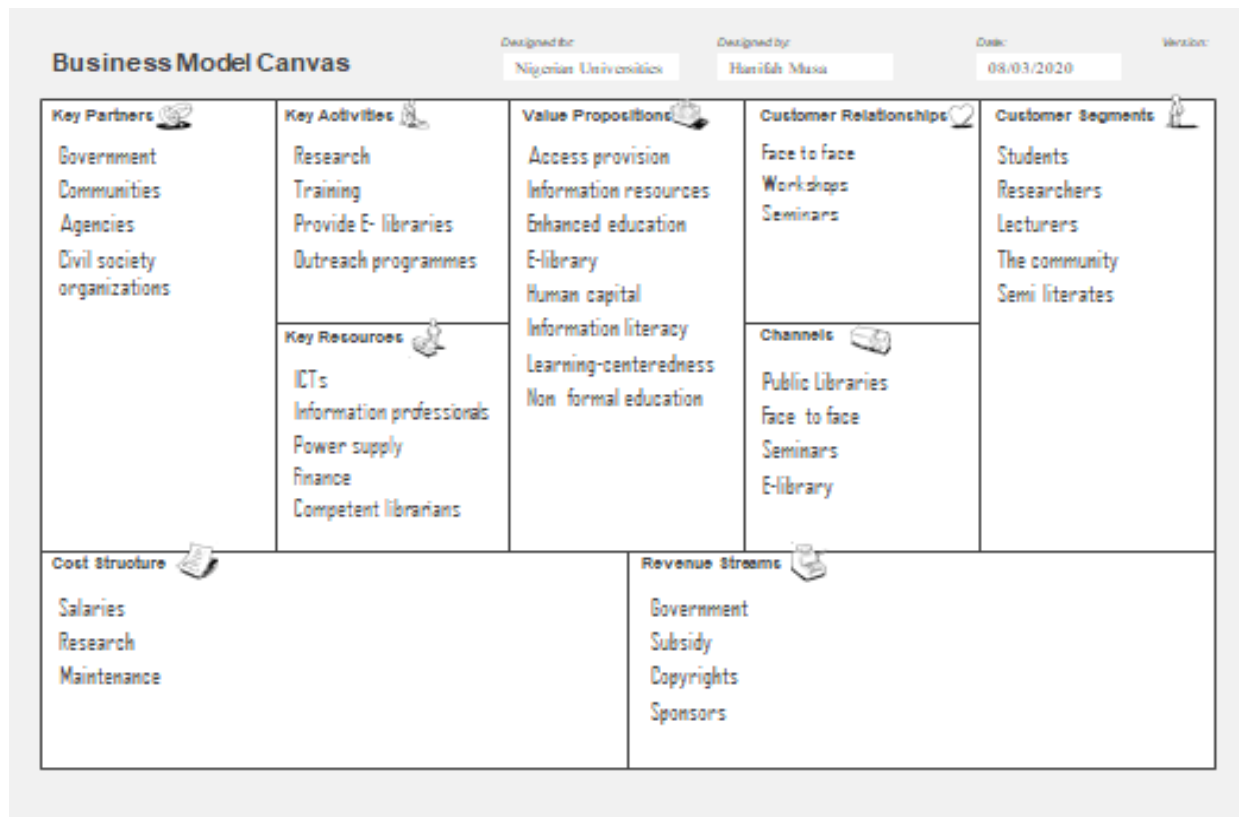 Business Model Canvas
Designed for:
Nigerian Universities
Designed by:
Hanifah Musa
Date:
08/03/2020
Version:
Key Partners
Government
Communities
Agencies
Civil society
organizations
Key Activities
Research
Training
Provide E- libraries
Outreach programmes
Key Resources
ICTs
Information professionals
Power supply
Finance
Competent librarians
Value Propositions
Access provision
Information resources
Enhanced education
E-library
Human capital
Information literacy
Learning-centeredness
Non formal education
Customer Relationships
Face to face
Workshops
Seminars
Channels
Public Libraries
Face to face
Seminars
E-library
Customer Segments
Students
Researchers
Lecturers
The community
Semi literates
Cost Structure
Salaries
Research
Maintenance
Revenue Streams
Government
Subsidy
Copyrights
Sponsors